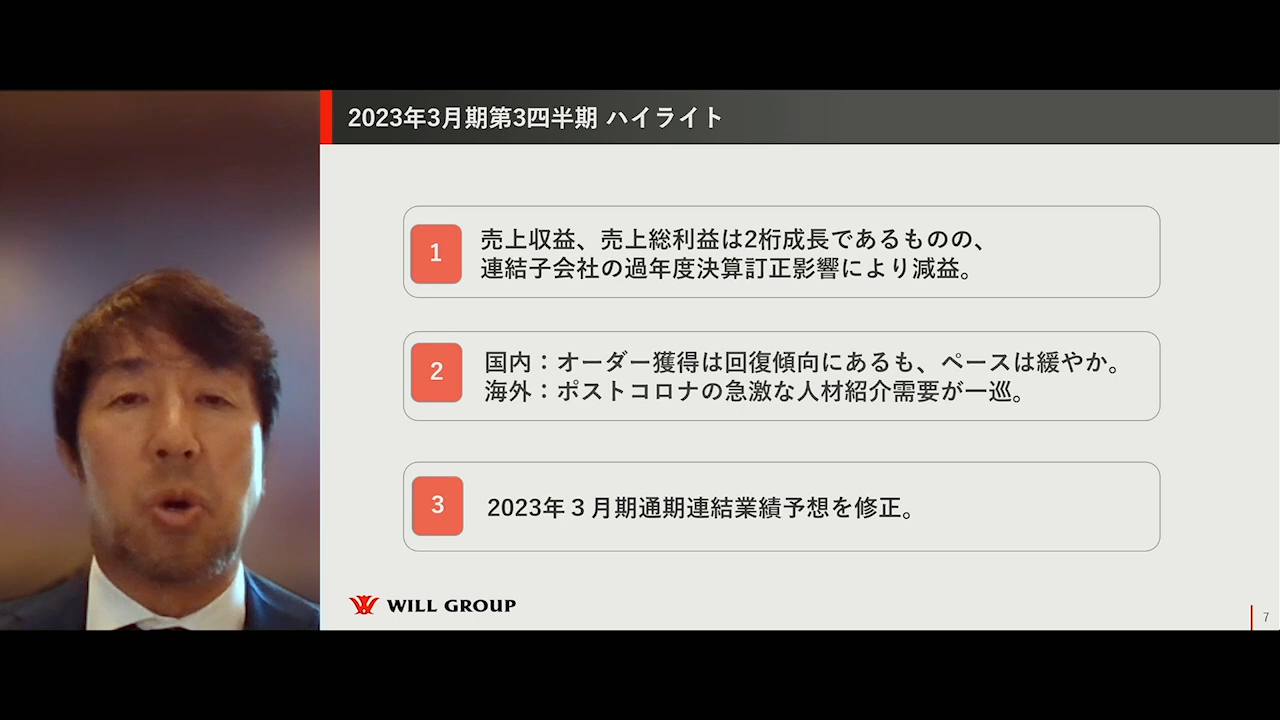 2023年3月期第3四半期 ハイライト
1
売上収益、売上総利益は2桁成長であるものの、
連結子会社の過年度決算訂正影響により減益。
2
国内：オーダー獲得は回復傾向にあるも、ペースは緩やか。
海外：ポストコロナの急激な人材紹介需要が一巡。
3
2023年３月期通期連結業績予想を修正。
WILL GROUP
7